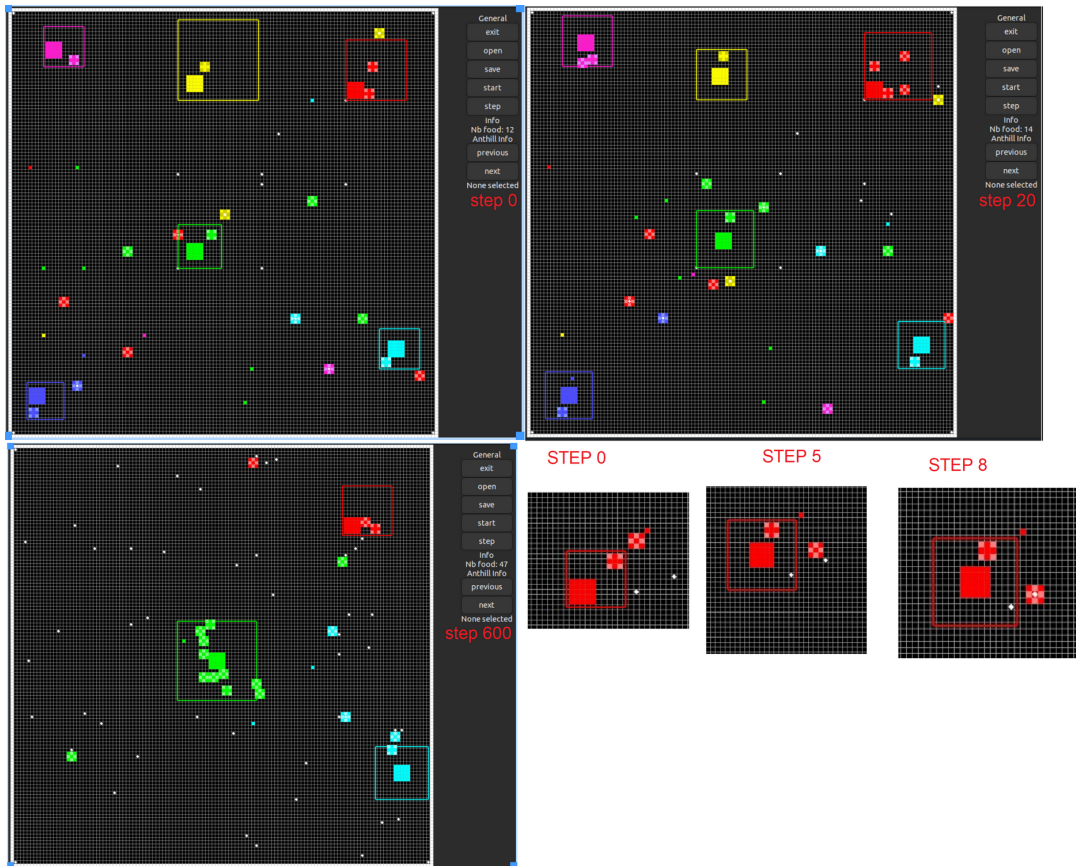 General
exit
open
save
start
step
Info
Nb food: 12
Anthill Info
previous
next
None selected
step 0
General
exit
open
save
start
step
Info
Nb food: 14
Anthill Info
previous
next
None selected
step 20
General
exit
open
save
start
step
Info
Nb food: 47
Anthill Info
previous
next
None selected
step 600
STEP 0
STEP 5
STEP 8